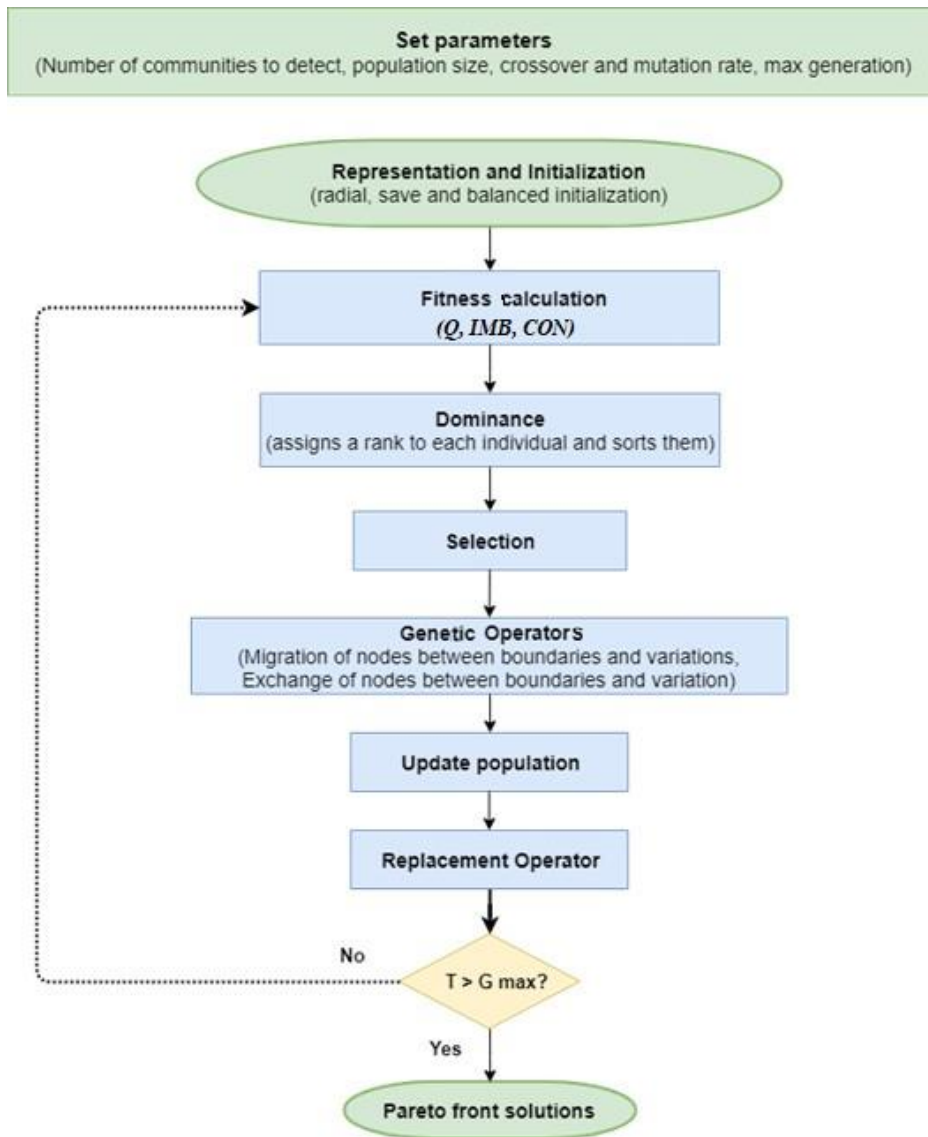 Set parameters
(Number of communities to detect, population size, crossover and mutation rate, max generation)
Representation and Initialization
(radial, save and balanced initialization)
Fitness calculation
(Q, IMB, CON)
Dominance
(assigns a rank to each individual and sorts them)
Selection
Genetic Operators
(Migration of nodes between boundaries and variations,
Exchange of nodes between boundaries and variation)
Update population
Replacement Operator
No
T > G max?
Yes
Pareto front solutions